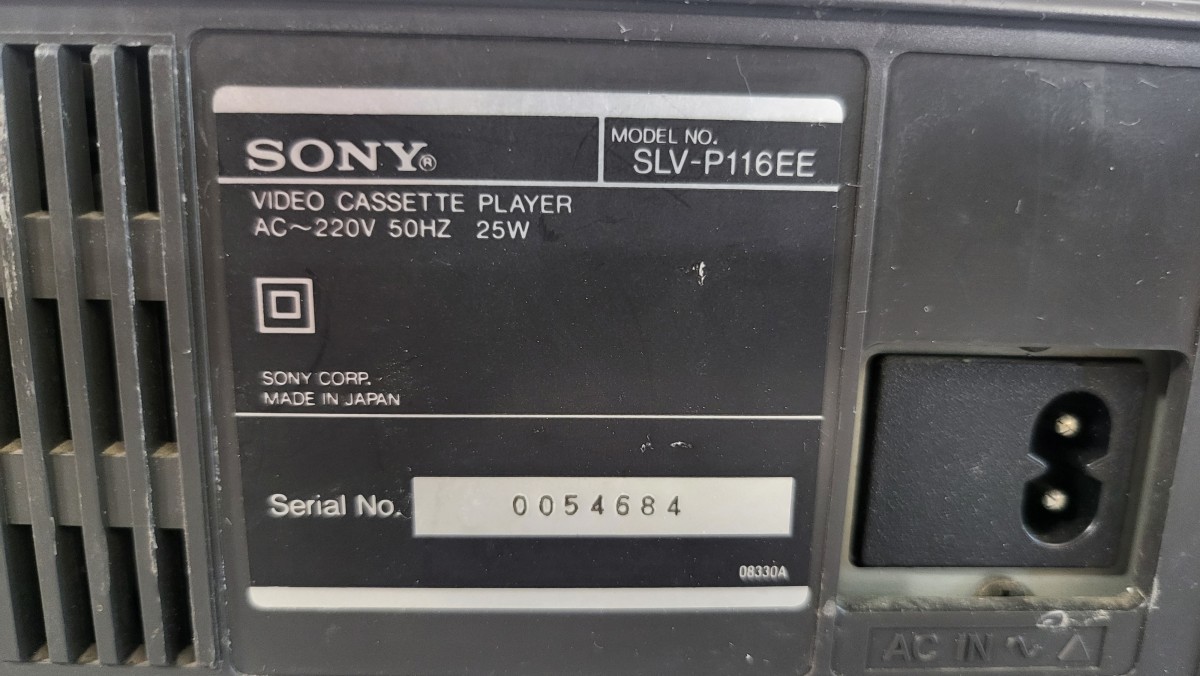 SONY®
MODEL NO.
SLV-P116EE
VIDEO CASSETTE PLAYER
AC~220V 50HZ 25W
SONY CORP.
MADE IN JAPAN
Serial No. 0054684
08330A
AC IN